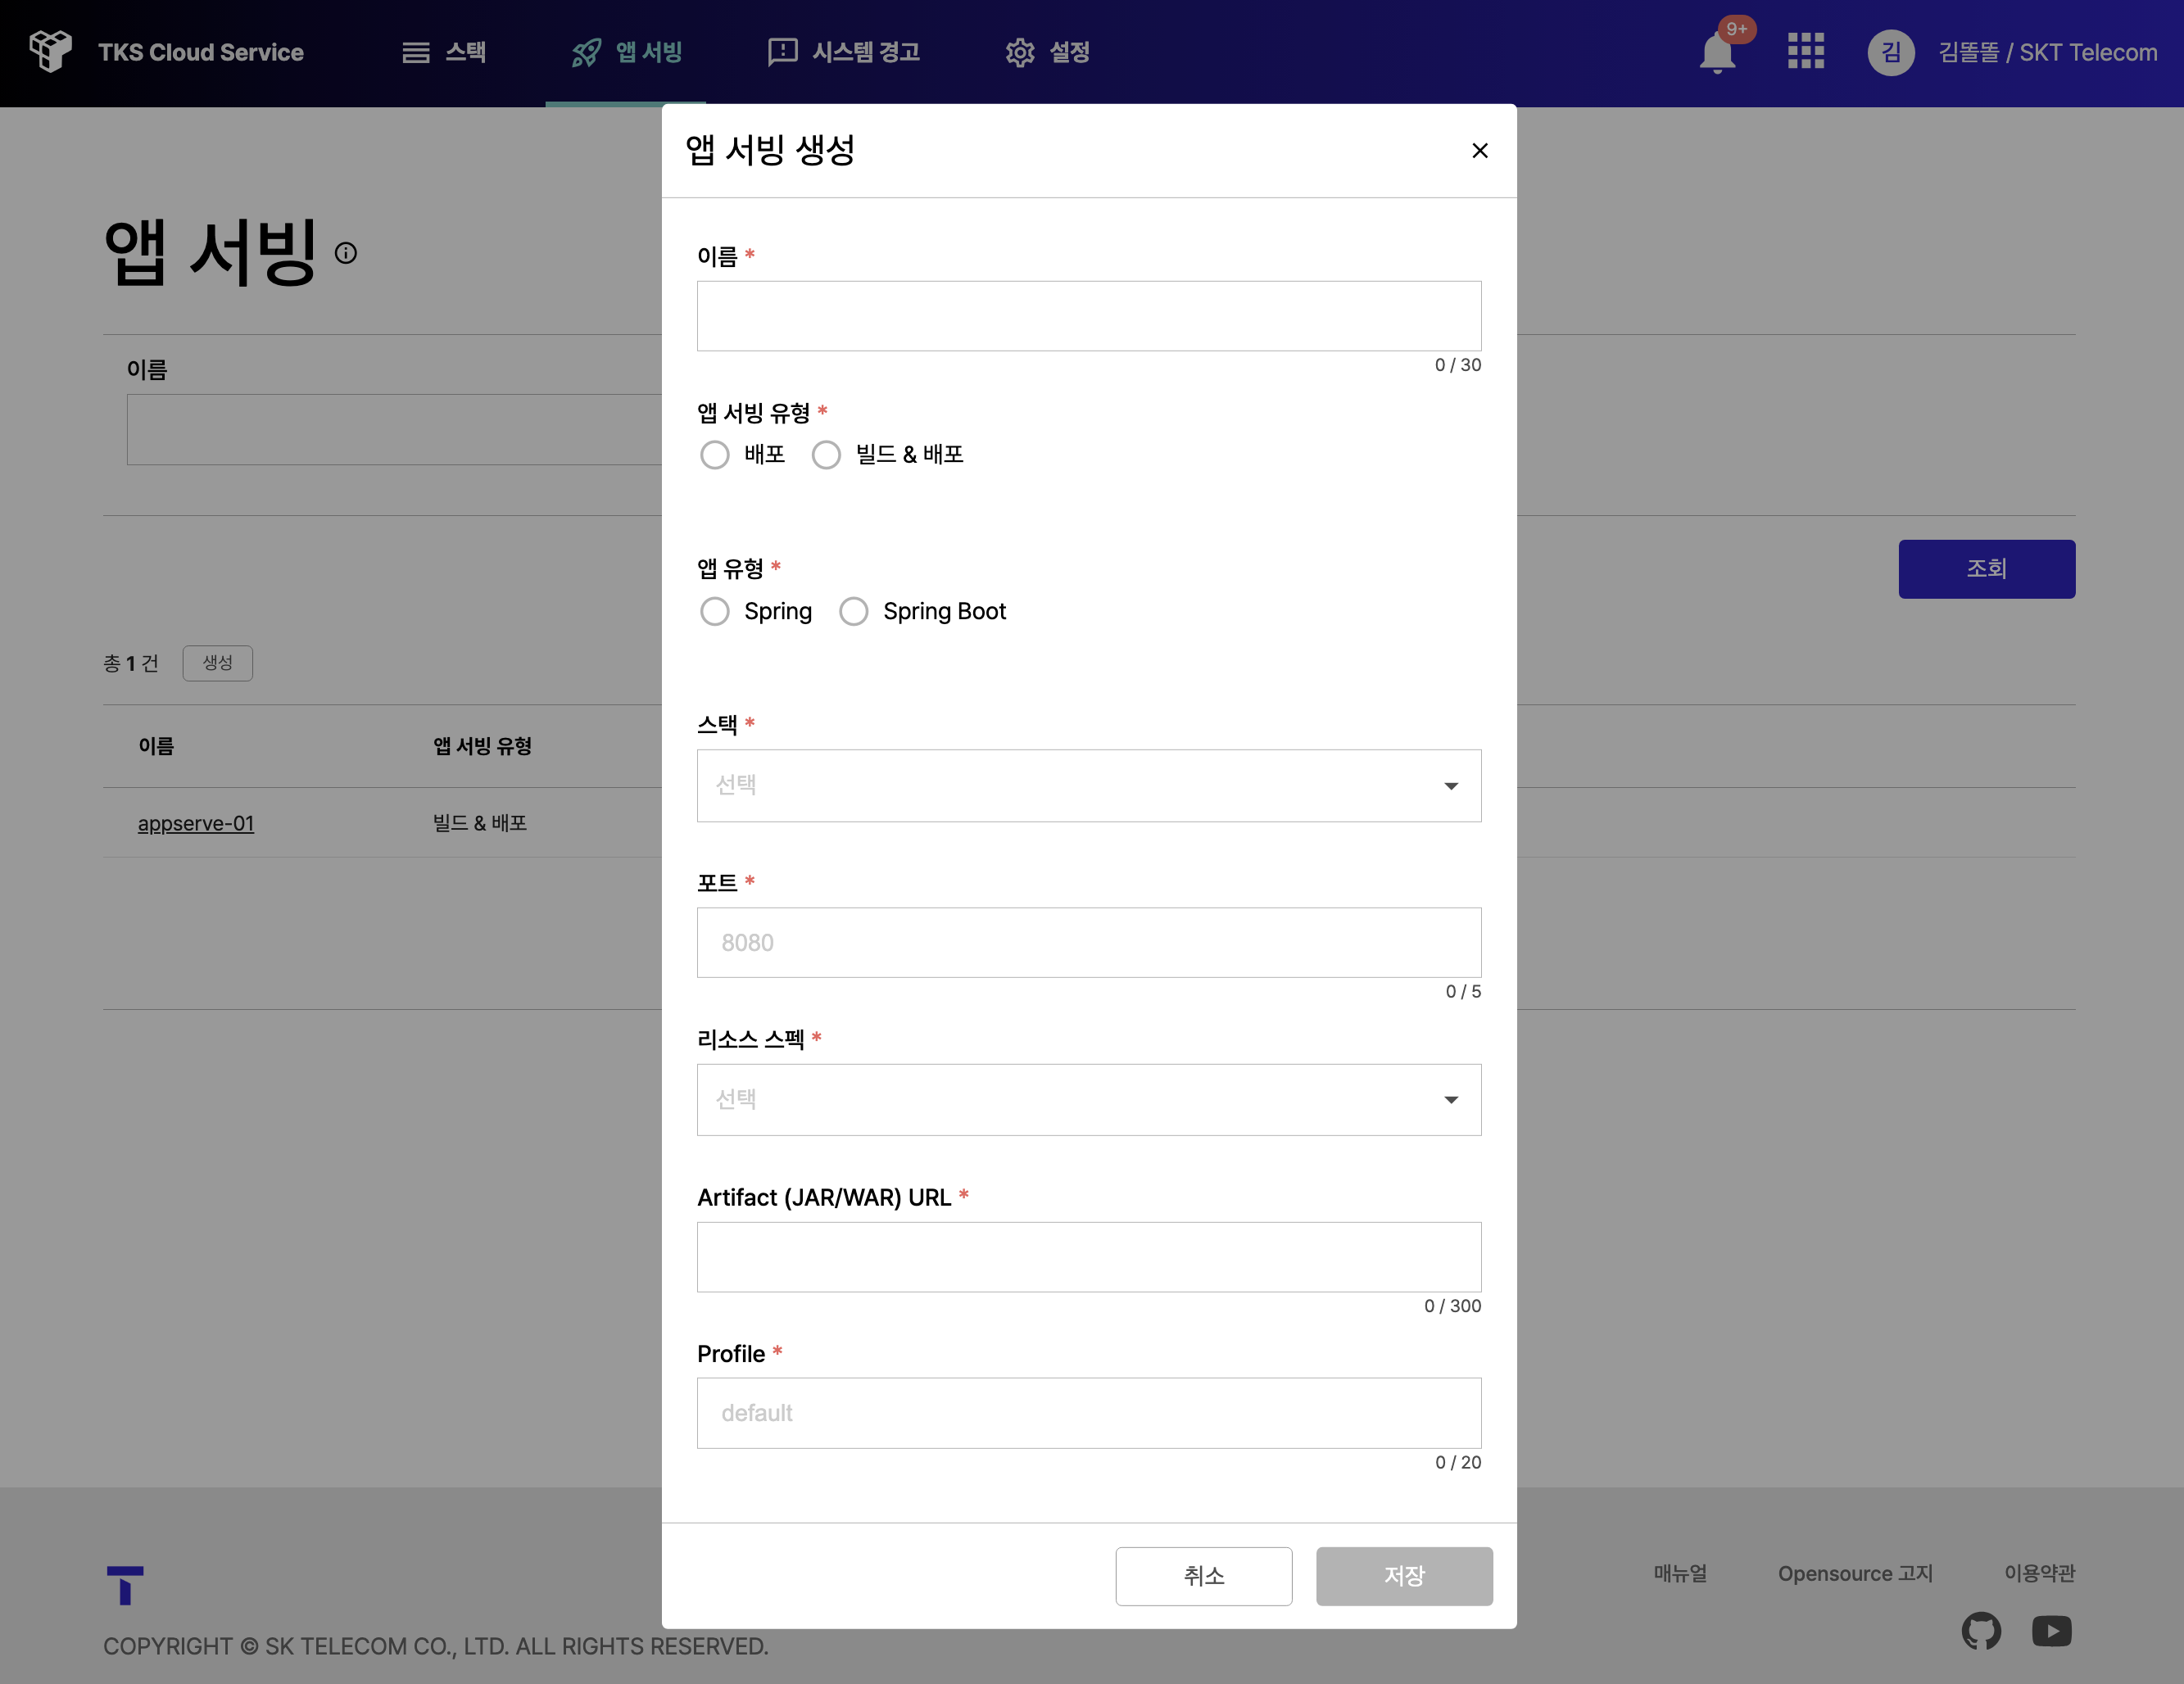 TKS Cloud Service
스택
앱 서빙
시스템 경고
설정
9+
김
김똘똘 / SKT Telecom
앱 서빙
이름
조회
총 1 건
생성
이름
앱 서빙 유형
appserve-01
빌드 & 배포
앱 서빙 생성
이름 *
0 / 30
앱 서빙 유형 *
배포
빌드 & 배포
앱 유형 *
Spring
Spring Boot
스택 *
선택
포트 *
8080
0 / 5
리소스 스펙 *
선택
Artifact (JAR/WAR) URL *
0 / 300
Profile *
default
0 / 20
취소
저장
매뉴얼
Opensource 고지
이용약관
COPYRIGHT © SK TELECOM CO., LTD. ALL RIGHTS RESERVED.